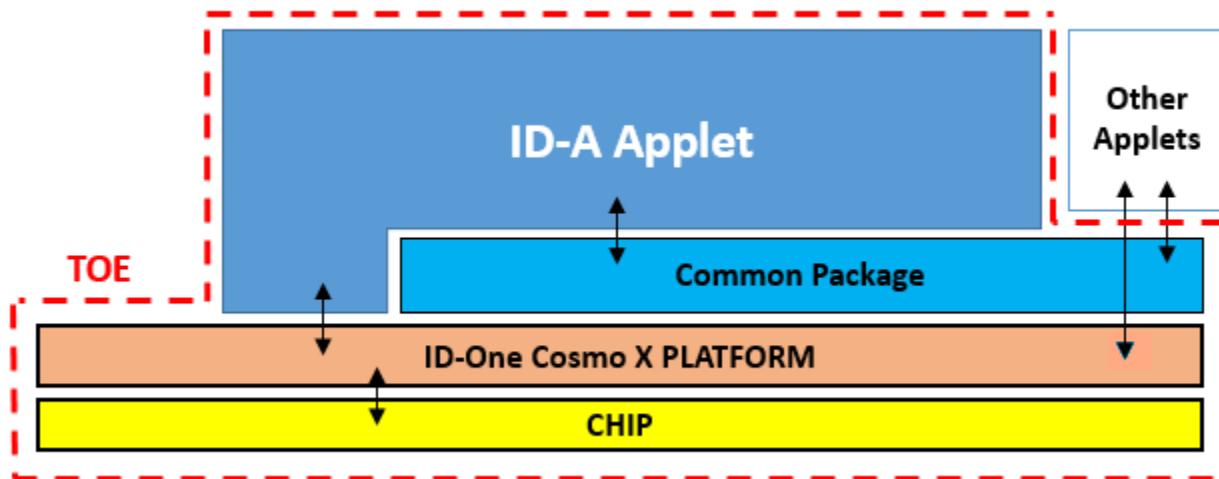 ID-A Applet
Other
Applets
TOE
Common Package
ID-One Cosmo X PLATFORM
CHIP